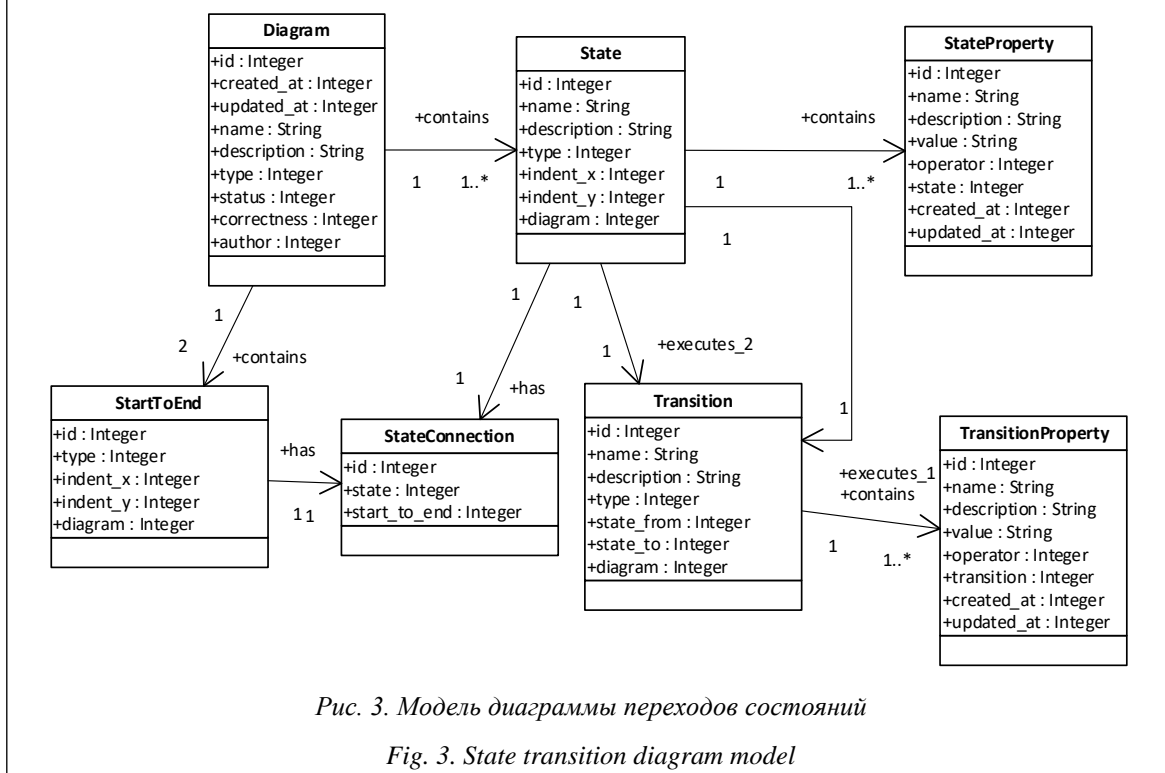 Diagram
+id : Integer
+created_at : Integer
+updated_at : Integer
+name : String
+description : String
+type : Integer
+status : Integer
+correctness : Integer
+author : Integer
+contains
1
1..*
State
+id : Integer
+name : String
+description : String
+type : Integer
+indent_x : Integer
+indent_y : Integer
+diagram : Integer
+contains
1
1..*
1
StateProperty
+id : Integer
+name : String
+description : String
+value : String
+operator : Integer
+state : Integer
+created_at : Integer
+updated_at : Integer
1
2
+contains
1
1
+has
1
1
+executes_2
1
StartToEnd
+id : Integer
+type : Integer
+indent_x : Integer
+indent_y : Integer
+diagram : Integer
+has
1
1
StateConnection
+id : Integer
+state : Integer
+start_to_end : Integer
Transition
+id : Integer
+name : String
+description : String
+type : Integer
+state_from : Integer
+state_to : Integer
+diagram : Integer
+executes_1
+contains
1
1..*
TransitionProperty
+id : Integer
+name : String
+description : String
+value : String
+operator : Integer
+transition : Integer
+created_at : Integer
+updated_at : Integer
Рис. 3. Модель диаграммы переходов состояний
Fig. 3. State transition diagram model